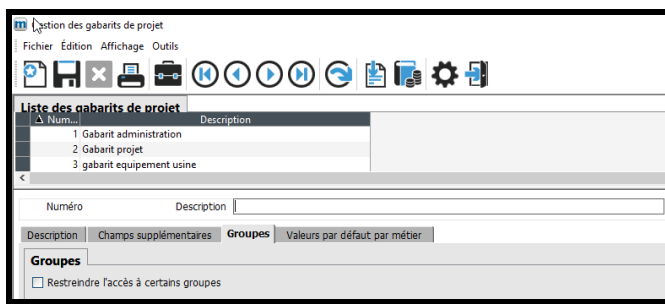 Gestion des gabarits de projet
Fichier Édition Affichage Outils
Liste des gabarits de projet
Num... Description
1 Gabarit administration
2 Gabarit projet
3 gabarit equipement usine
Numéro Description
Description Champs supplémentaires Groupes Valeurs par défaut par métier
Groupes
Restreindre l'accès à certains groupes